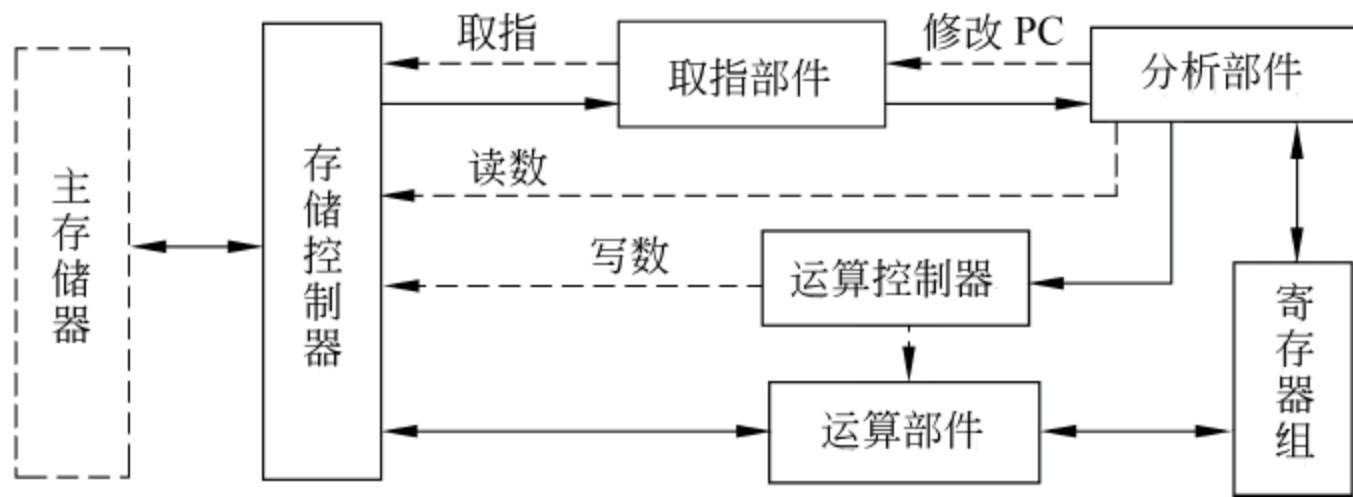 取指
取指部件
修改 PC
分析部件
主存储器
存储控制器
读数
写数
运算控制器
运算部件
寄存器组